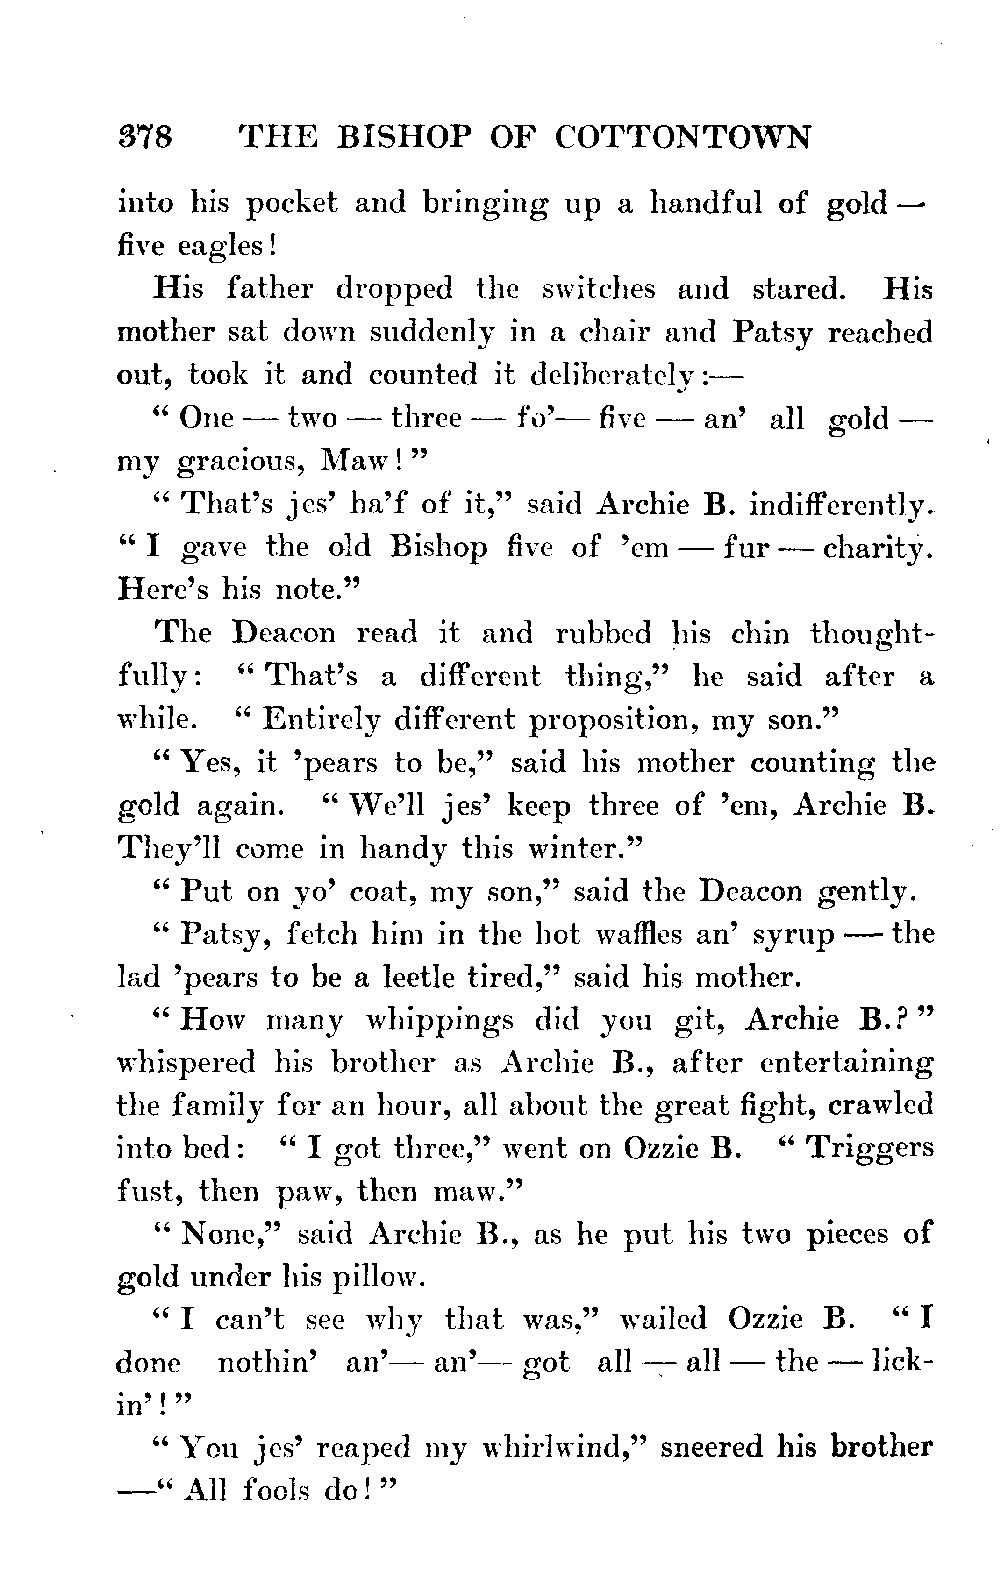 378 THE BISHOP OF COTTONTOWN
into his pocket and bringing up a handful of gold —
five eagles!
His father dropped the switches and stared. His
mother sat down suddenly in a chair and Patsy reached
out, took it and counted it deliberately:—
“ One — two — three — fo’— five — an’ all gold —
my gracious, Maw! ”
“ That’s jes’ ha’f of it,” said Archie B. indifferently.
“ I gave the old Bishop five of ’em — fur — charity.
Here’s his note.”
The Deacon read it and rubbed his chin thought-
fully: “ That’s a different thing,” he said after a
while. “ Entirely different proposition, my son.”
“ Yes, it ’pears to be,” said his mother counting the
gold again. “ We’ll jes’ keep three of ’em, Archie B.
They’ll come in handy this winter.”
“ Put on yo’ coat, my son,” said the Deacon gently.
“ Patsy, fetch him in the hot waffles an’ syrup — the
lad ’pears to be a leetle tired,” said his mother.
“ How many whippings did you git, Archie B.? ”
whispered his brother as Archie B., after entertaining
the family for an hour, all about the great fight, crawled
into bed: “ I got three,” went on Ozzie B. “ Triggers
fust, then paw, then maw.”
“ None,” said Archie B., as he put his two pieces of
gold under his pillow.
“ I can’t see why that was,” wailed Ozzie B. “ I
done nothin’ an’— an’— got all — all — the — lick-
in’! ”
“ You jes’ reaped my whirlwind,” sneered his brother
—“ All fools do! ”